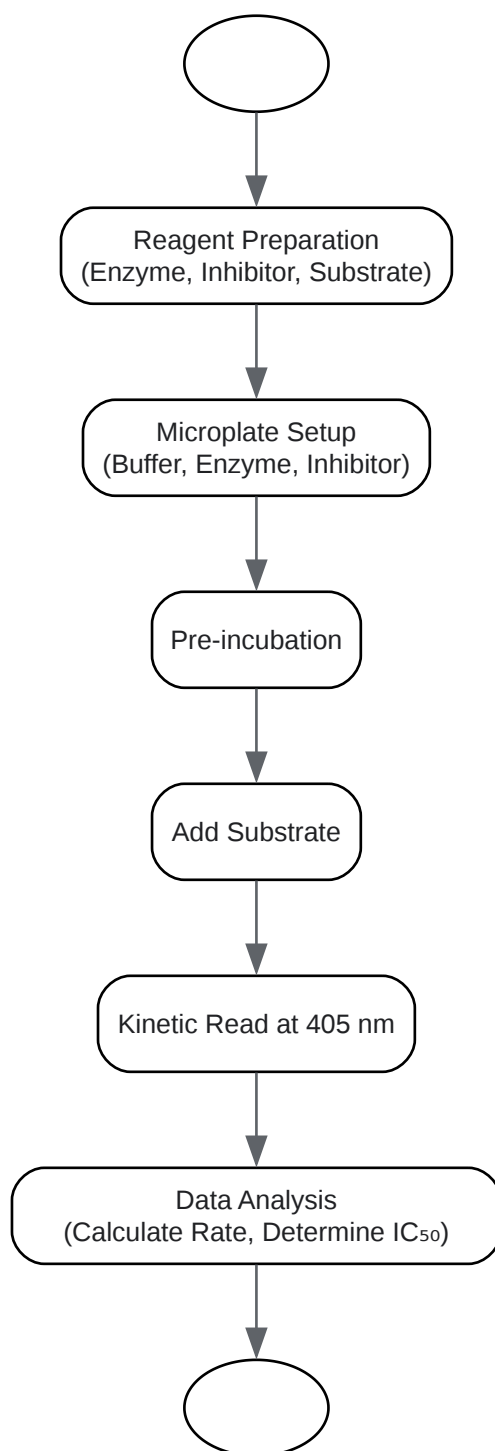 Reagent Preparation
(Enzyme, Inhibitor, Substrate)
Microplate Setup
(Buffer, Enzyme, Inhibitor)
Pre-incubation
Add Substrate
Kinetic Read at 405 nm
Data Analysis
(Calculate Rate, Determine IC₅₀)